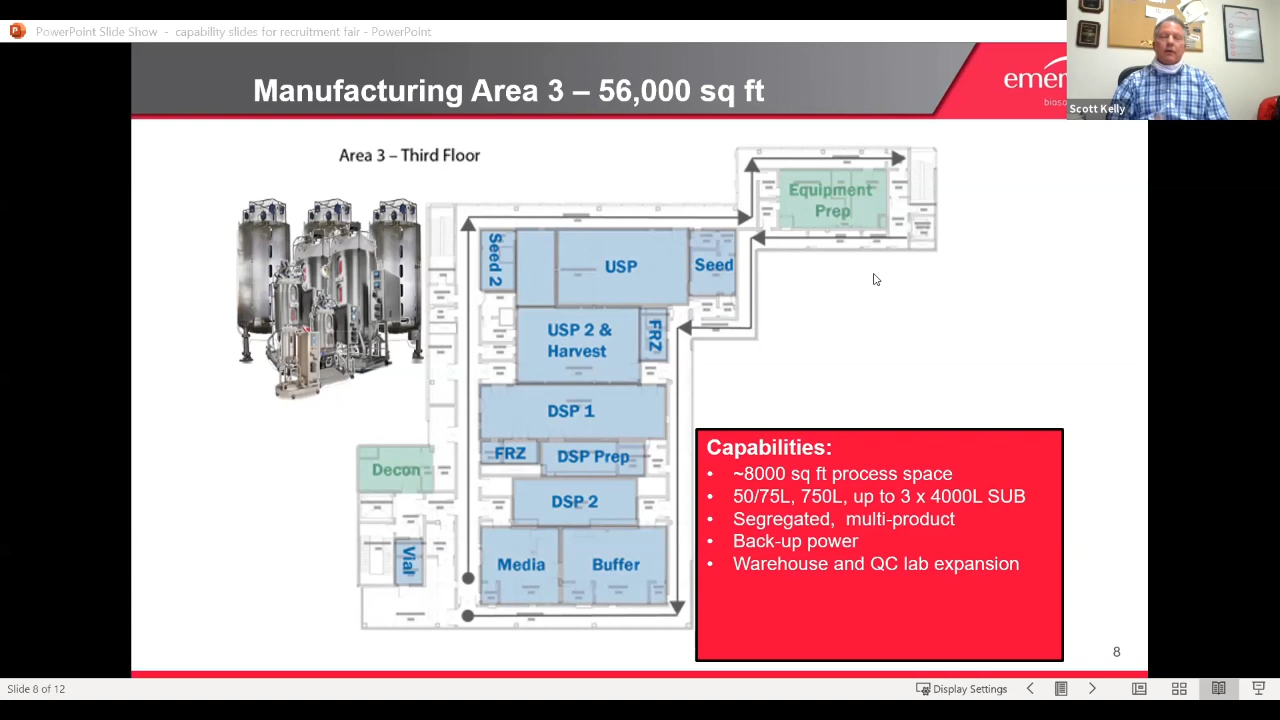 PowerPoint Slide Show - capability slides for recruitment fair - PowerPoint
Manufacturing Area 3 – 56,000 sq ft
Scott Kelly
Area 3 – Third Floor
Equipment
Prep
Seed 2
USP
Seed
USP 2 &
Harvest
FRZ
DSP 1
FRZ
DSP Prep
Decon
DSP 2
Vial
Media
Buffer
Capabilities:
• ~8000 sq ft process space
• 50/75L, 750L, up to 3 x 4000L SUB
• Segregated, multi-product
• Back-up power
• Warehouse and QC lab expansion
8
Slide 8 of 12
Display Settings